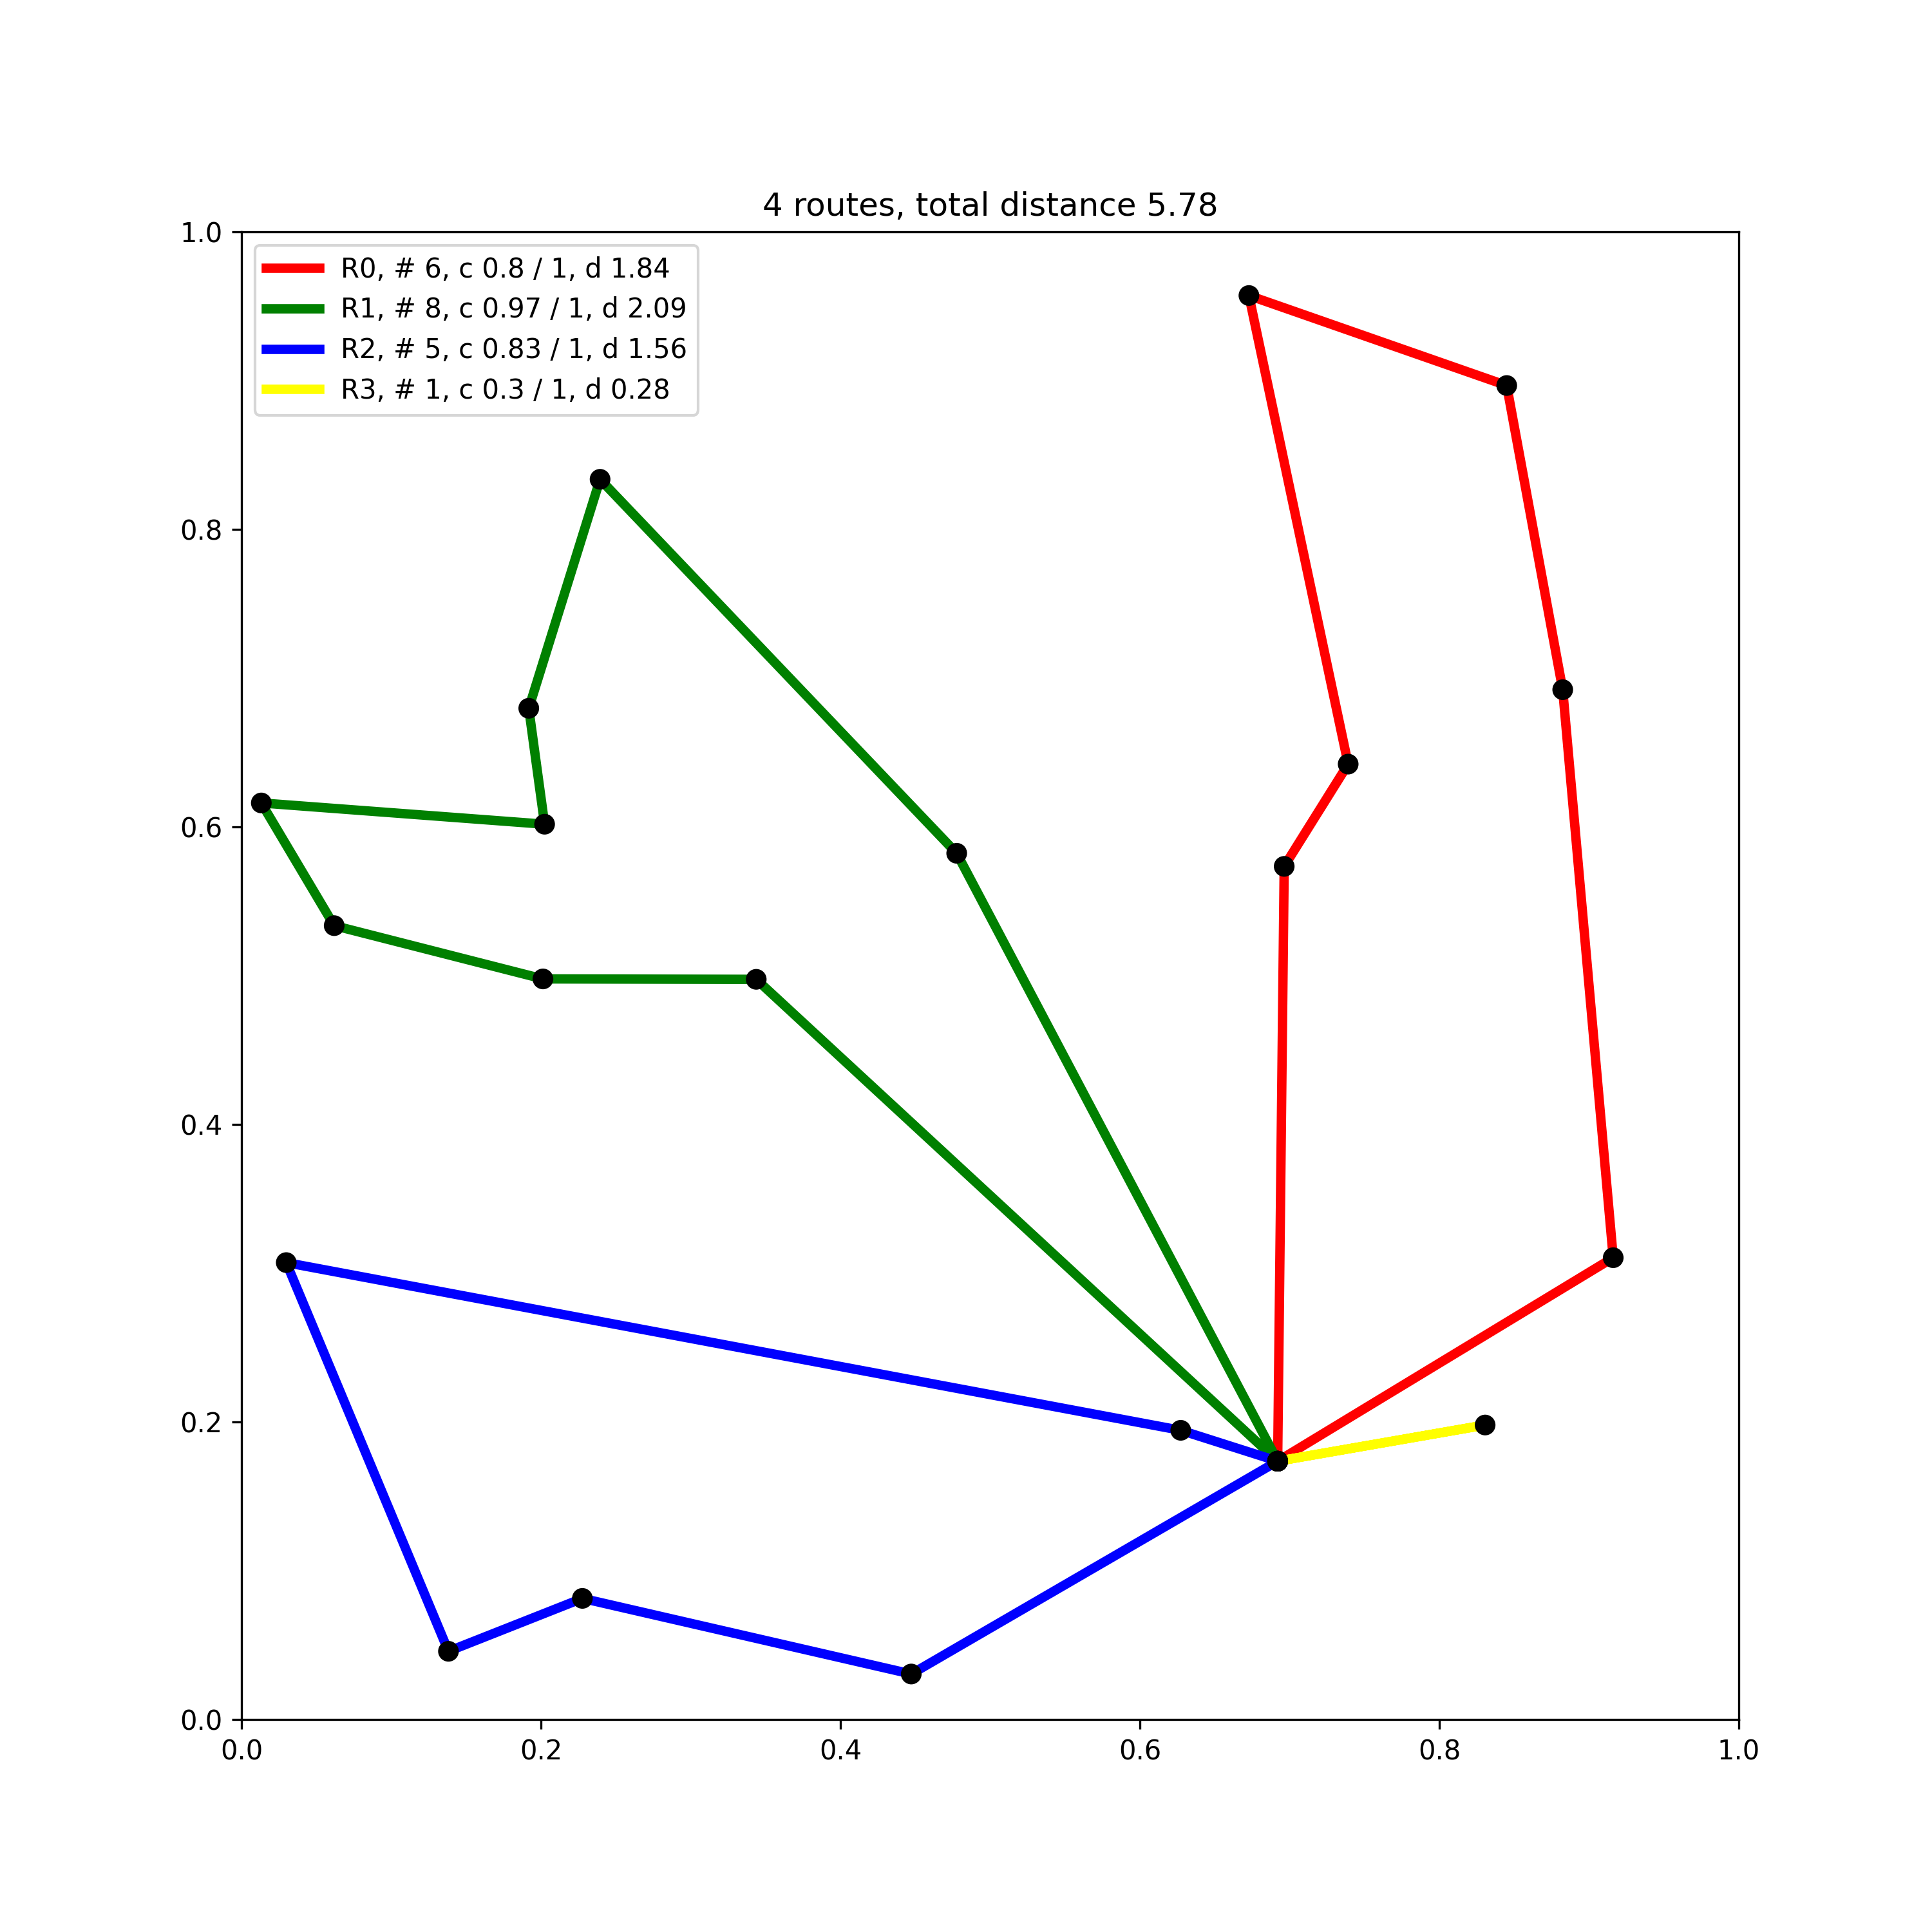 4 routes, total distance 5.78
1.0
R0, # 6, c 0.8 / 1, d 1.84
R1, # 8, c 0.97 / 1, d 2.09
R2, # 5, c 0.83 / 1, d 1.56
R3, # 1, c 0.3 / 1, d 0.28
0.8
0.6
0.4
0.2
0.0
0.0 0.2 0.4 0.6 0.8 1.0